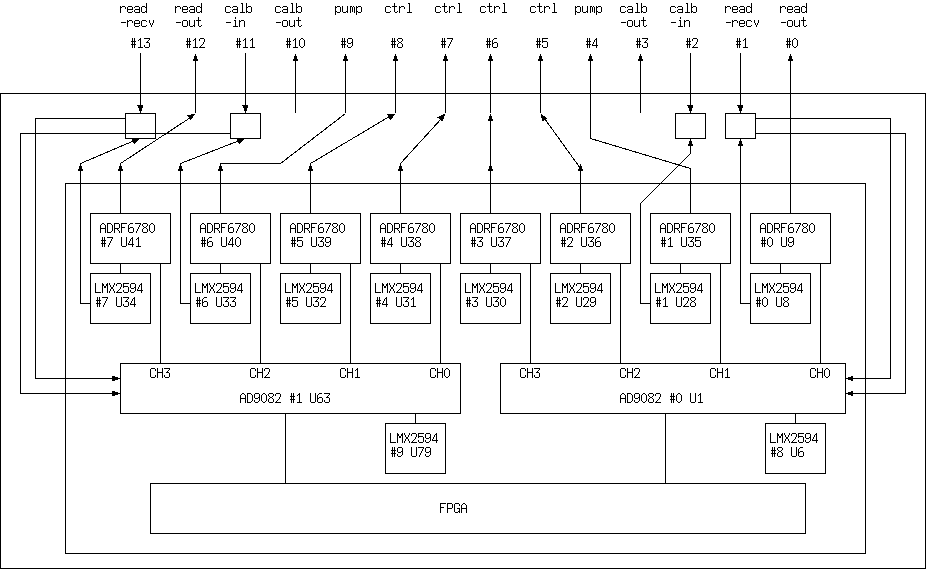 read read calb calb pump ctrl ctrl ctrl ctrl pump calb calb read read
-recv -out -in -out -out -in -recv -out
#13 #12 #11 #10 #9 #8 #7 #6 #5 #4 #3 #2 #1 #0
ADRF6780 ADRF6780 ADRF6780 ADRF6780 ADRF6780 ADRF6780 ADRF6780 ADRF6780
#7 U41 #6 U40 #5 U39 #4 U38 #3 U37 #2 U36 #1 U35 #0 U9
LMX2594 LMX2594 LMX2594 LMX2594 LMX2594 LMX2594 LMX2594 LMX2594
#7 U34 #6 U33 #5 U32 #4 U31 #3 U30 #2 U29 #1 U28 #0 U8
CH3 CH2 CH1 CH0 CH3 CH2 CH1 CH0
AD9082 #1 U63 AD9082 #0 U1
LMX2594 LMX2594
#9 U79 #8 U6
FPGA